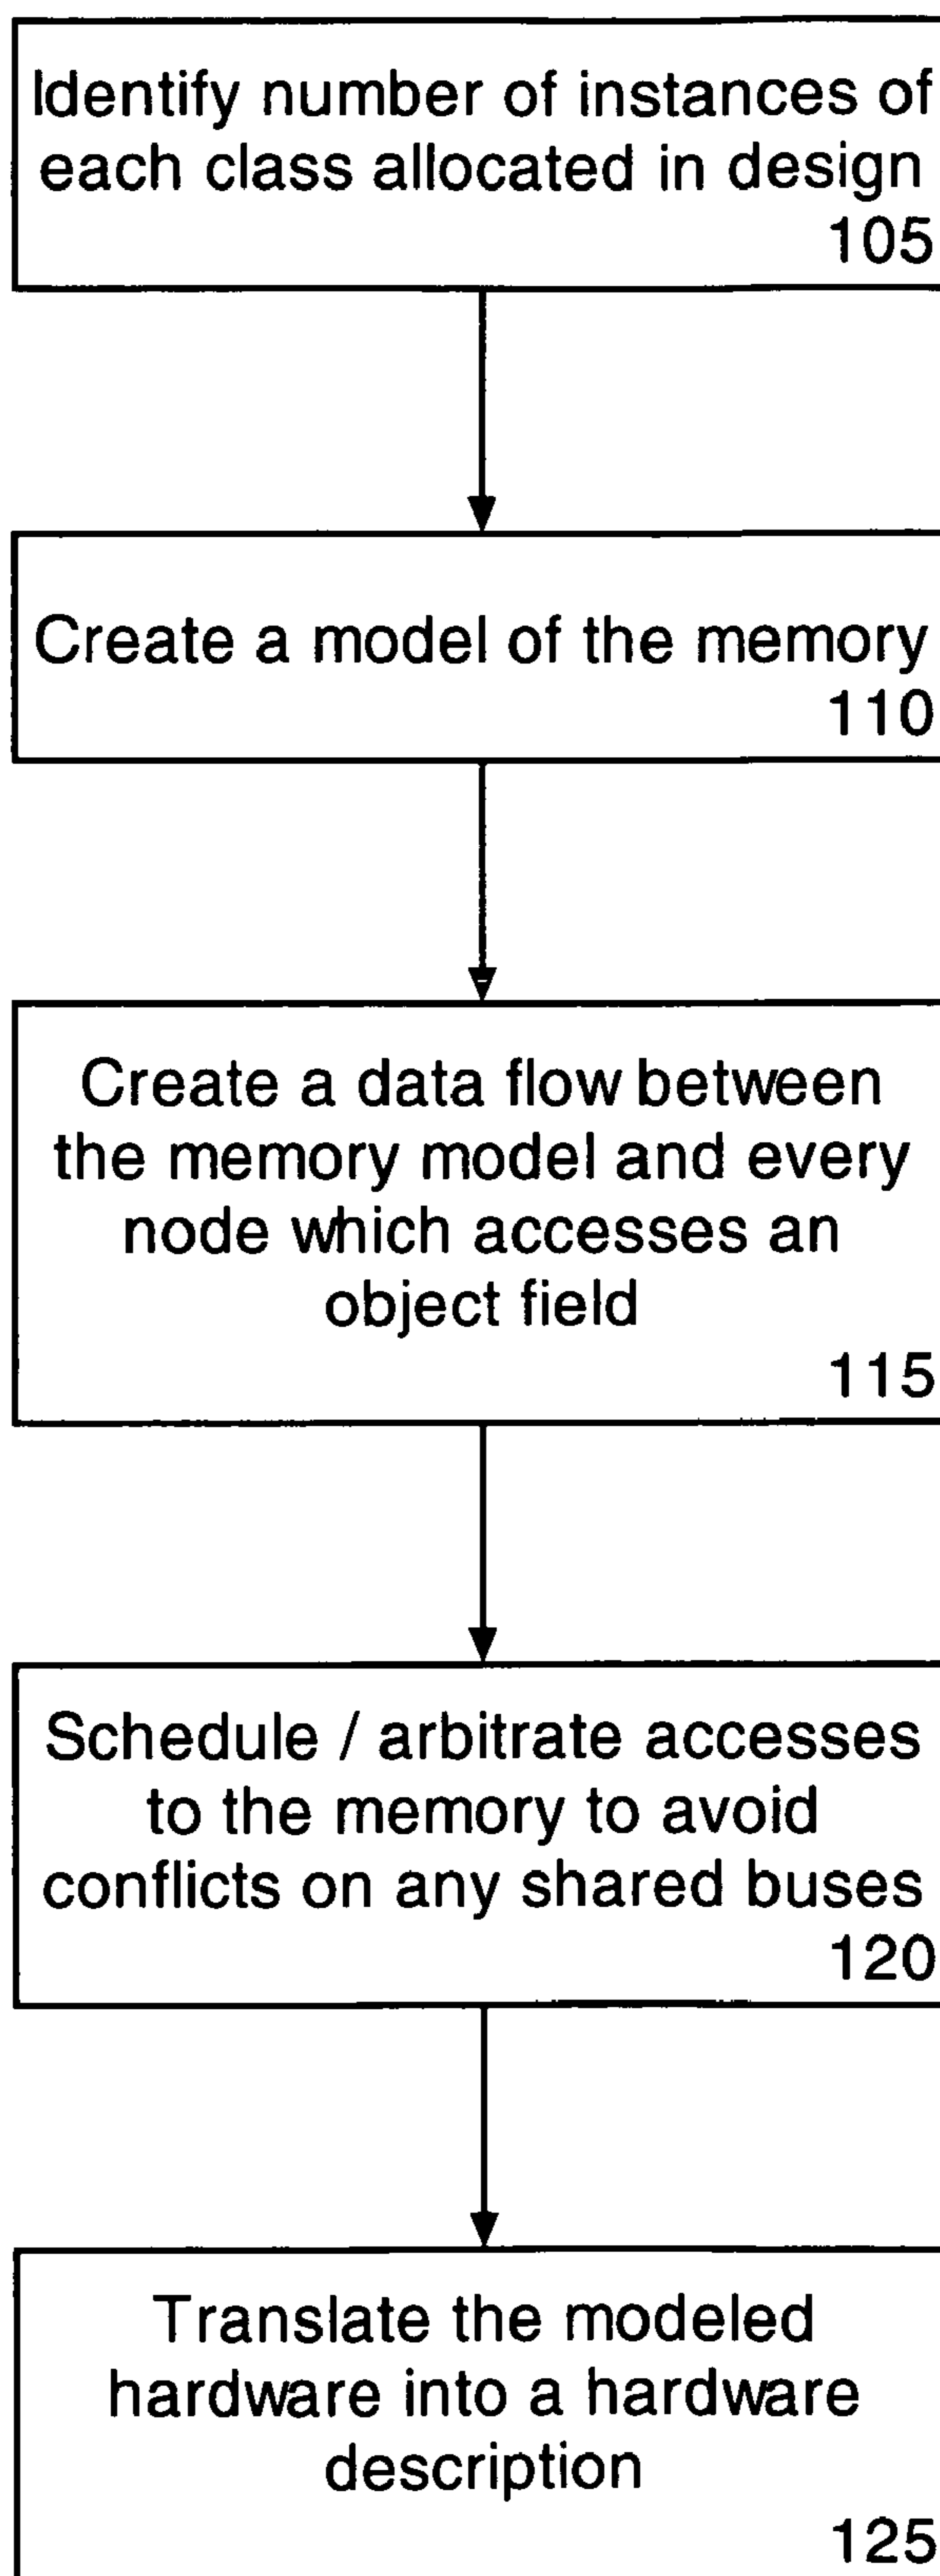 Identify number of instances of
each class allocated in design
105
Create a model of the memory
110
Create a data flow between
the memory model and every
node which accesses an
object field
115
Schedule / arbitrate accesses
to the memory to avoid
conflicts on any shared buses
120
Translate the modeled
hardware into a hardware
description
125